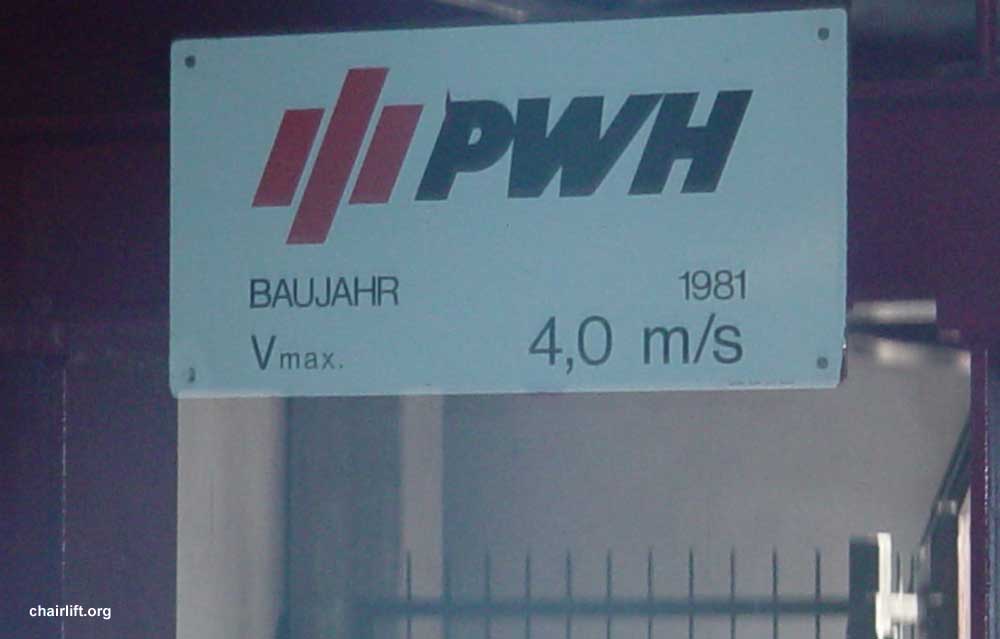 PWH
BAUJAHR 1981
Vmax. 4,0 m/s
chairlift.org